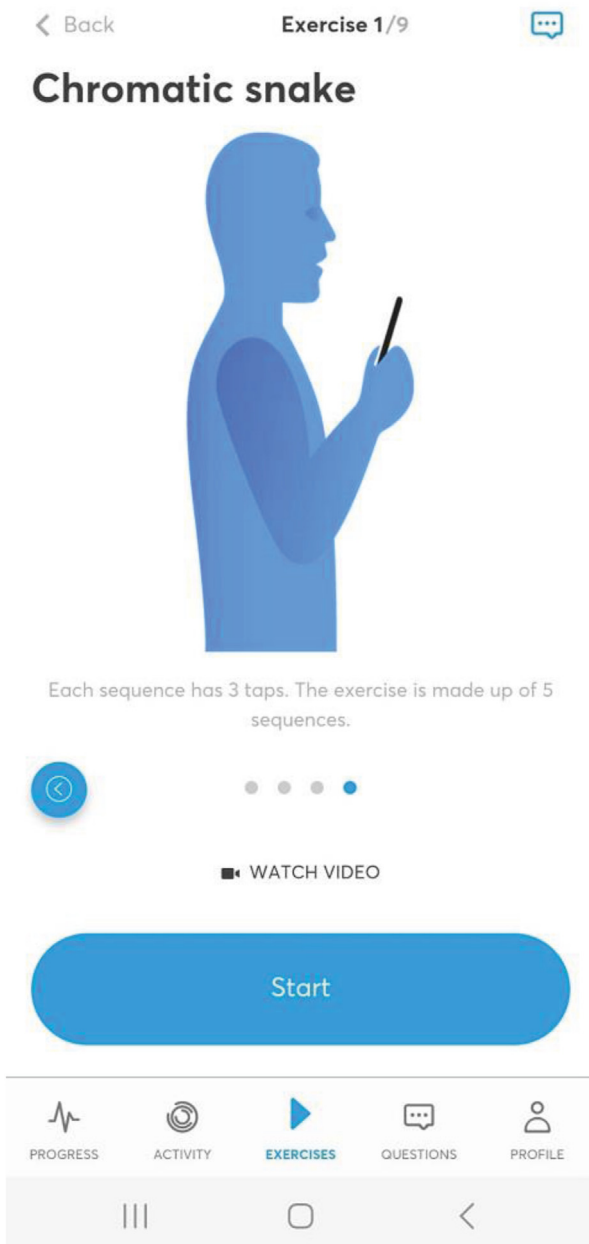 Back
Exercise 1/9
Chromatic snake
Each sequence has 3 taps. The exercise is made up of 5
sequences.
WATCH VIDEO
Start
PROGRESS
ACTIVITY
EXERCISES
QUESTIONS
PROFILE